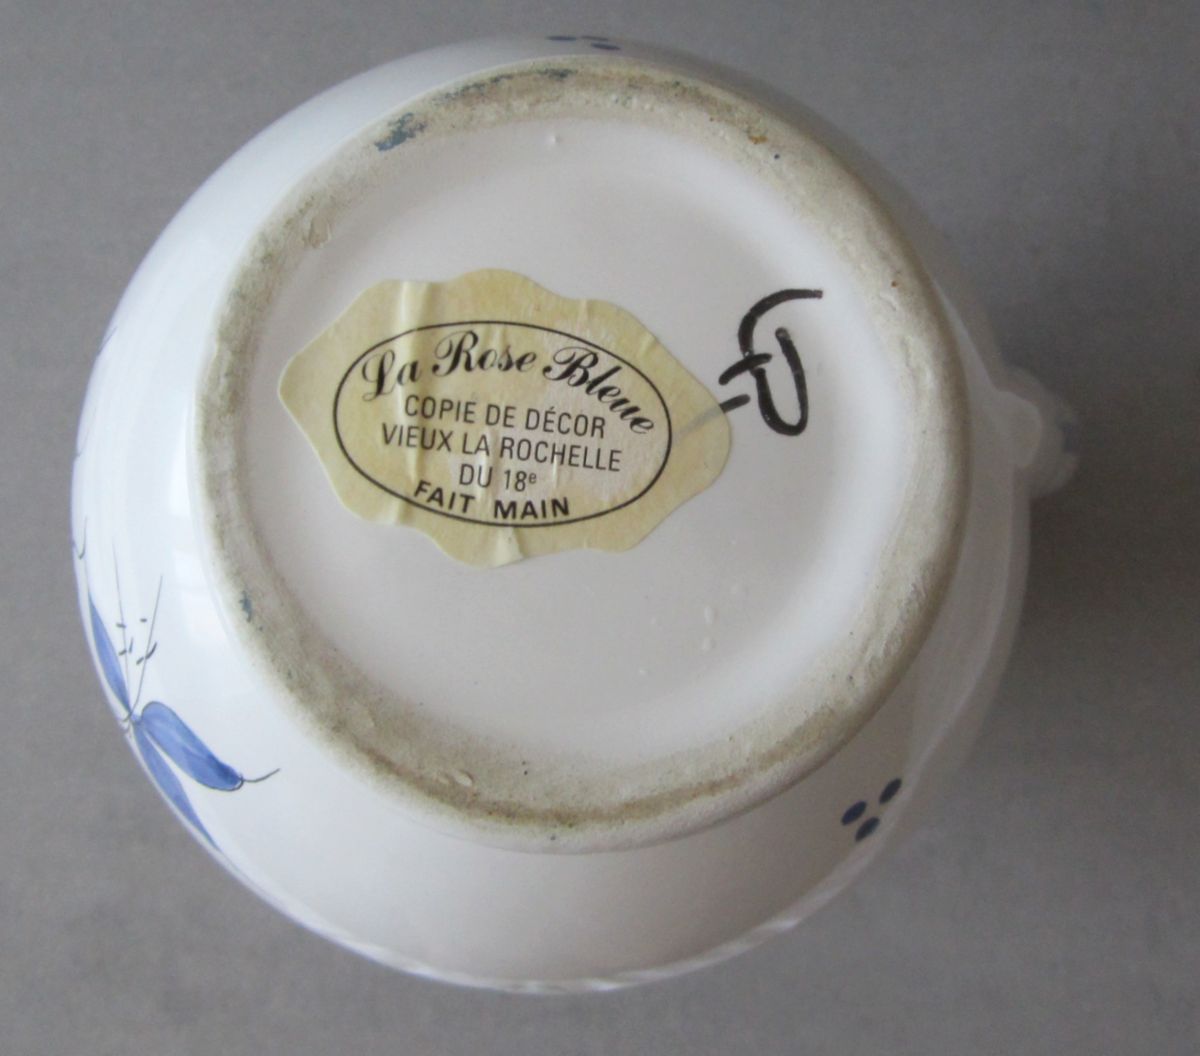 La Rose Bleue
COPIE DE DÉCOR
VIEUX LA ROCHELLE
DU 18e
FAIT MAIN